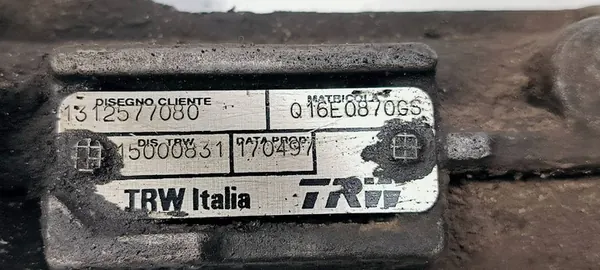 DISEGNO CLIENTE MATRICOLA
1312577080 Q16E0870GS
DIS. TRW DATA PROD.
15000831 170497
TRW Italia TRW